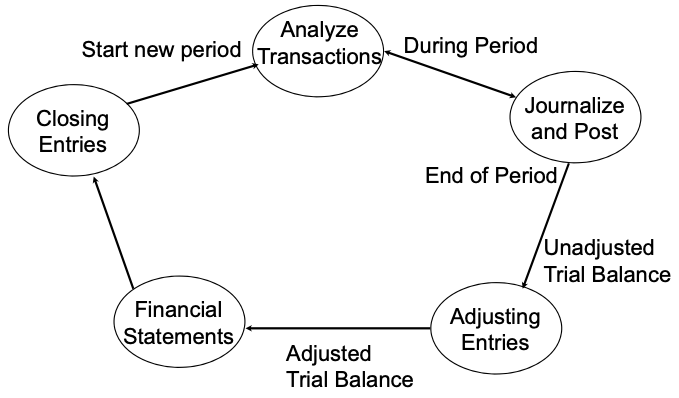 Analyze
Transactions
During Period
Journalize
and Post
End of Period
Unadjusted
Trial Balance
Adjusting
Entries
Adjusted
Trial Balance
Financial
Statements
Closing
Entries
Start new period